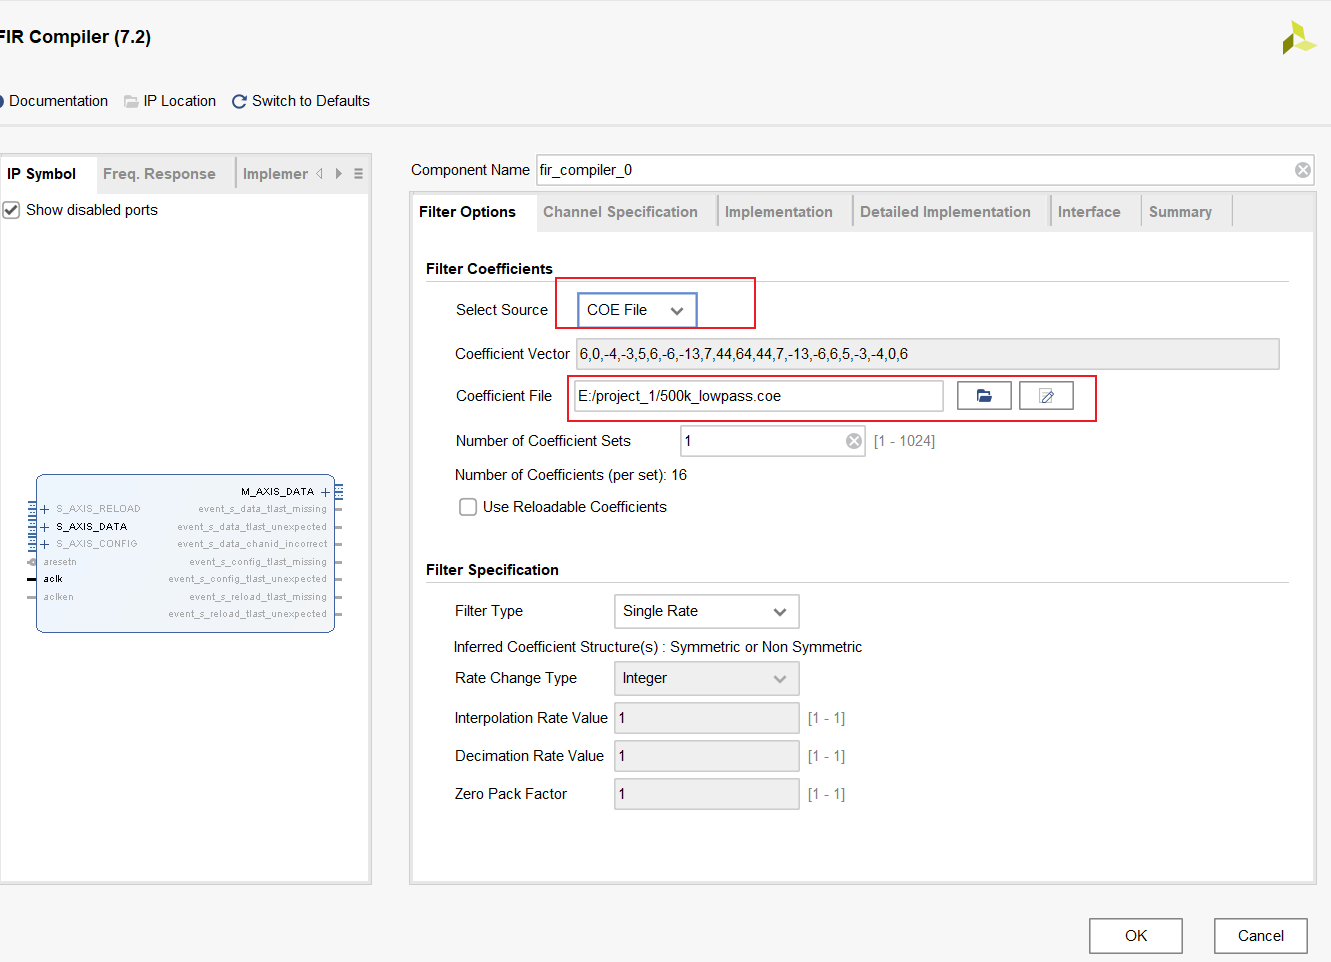 FIR Compiler (7.2)
Documentation
IP Location
Switch to Defaults
IP Symbol
Freq. Response
Implemen
Show disabled ports
M_AXIS_DATA
S_AXIS_RELOAD
event_s_data_tlast_missing
S_AXIS_DATA
event_s_data_tlast_unexpected
S_AXIS_CONFIG
event_s_data_chanid_incorrect
aresetn
event_s_config_tlast_missing
aclk
event_s_config_tlast_unexpected
aclken
event_s_reload_tlast_missing
event_s_reload_tlast_unexpected
Component Name fir_compiler_0
Filter Options
Channel Specification
Implementation
Detailed Implementation
Interface
Summary
Filter Coefficients
Select Source COE File
Coefficient Vector 6,0,-4,-3,5,6,-6,-13,7,44,64,44,7,-13,-6,6,5,-3,-4,0,6
Coefficient File E:/project_1/500k_lowpass.coe
Number of Coefficient Sets 1 [1 - 1024]
Number of Coefficients (per set): 16
Use Reloadable Coefficients
Filter Specification
Filter Type Single Rate
Inferred Coefficient Structure(s) : Symmetric or Non Symmetric
Rate Change Type Integer
Interpolation Rate Value 1 [1 - 1]
Decimation Rate Value 1 [1 - 1]
Zero Pack Factor 1 [1 - 1]
OK
Cancel